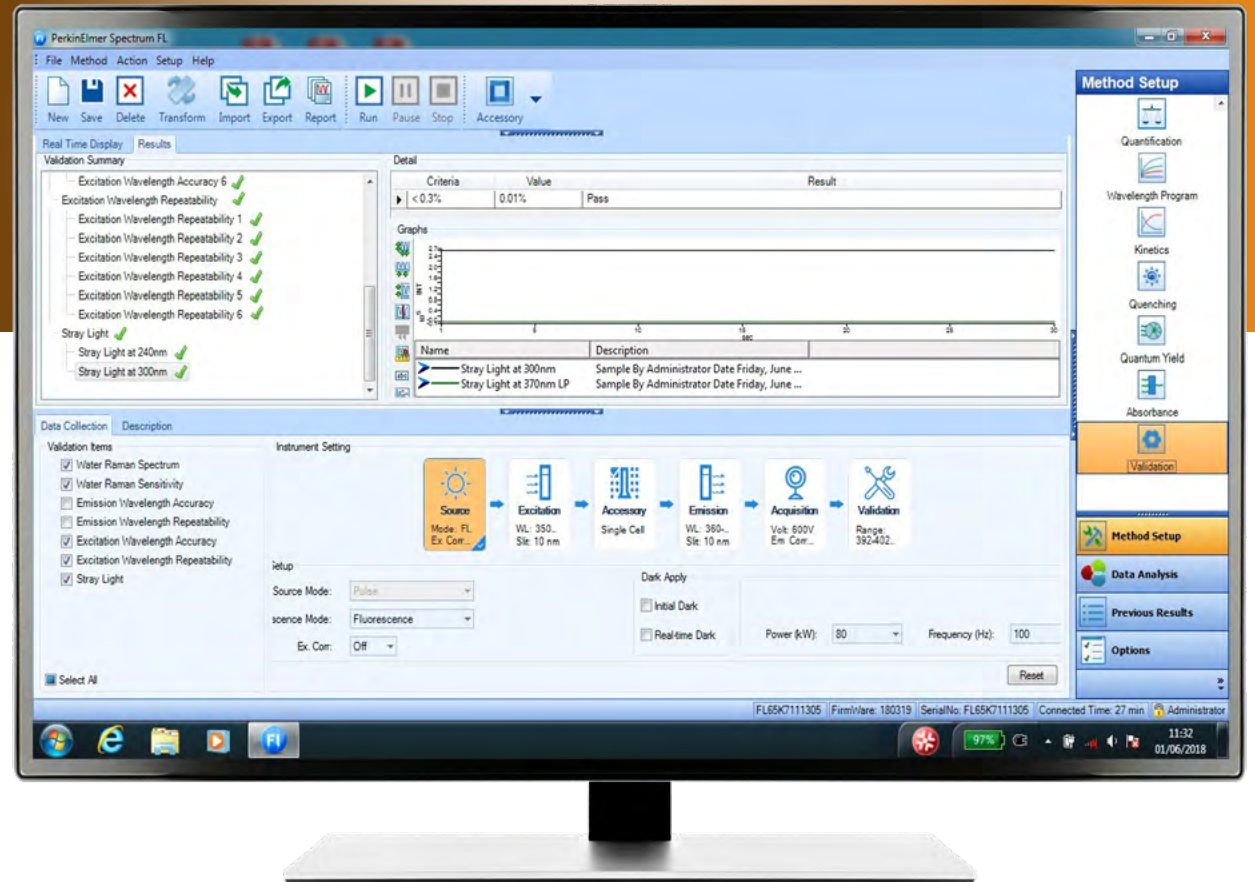 PerkinElmer Spectrum FL
File Method Action Setup Help
New Save Delete Transform Import Export Report Run Pause Stop Accessory
Real Time Display Results
Validation Summary
Excitation Wavelength Accuracy 6
Excitation Wavelength Repeatability
Excitation Wavelength Repeatability 1
Excitation Wavelength Repeatability 2
Excitation Wavelength Repeatability 3
Excitation Wavelength Repeatability 4
Excitation Wavelength Repeatability 5
Excitation Wavelength Repeatability 6
Stray Light
Stray Light at 240nm
Stray Light at 300nm
Detail
Criteria Value Result
<0.3% 0.01% Pass
Graphs
INT
5 10 15 20 25 30
sec
Name Description
Stray Light at 300nm Sample By Administrator Date Friday, June ...
Stray Light at 370nm LP Sample By Administrator Date Friday, June ...
Data Collection Description
Validation Items
Water Raman Spectrum
Water Raman Sensitivity
Emission Wavelength Accuracy
Emission Wavelength Repeatability
Excitation Wavelength Accuracy
Excitation Wavelength Repeatability
Stray Light
Select All
Instrument Setting
Source
Mode: FL.
Ex Corr...
Excitation
WL: 350..
Slit: 10 nm
Accessory
Single Cell
Emission
WL: 360-..
Slit: 10 nm
Acquisition
Volt: 600V
Em Corr...
Validation
Range:
392-402..
etup
Source Mode: Pulse
scence Mode: Fluorescence
Ex. Corr: Off
Dark Apply
Initial Dark
Real-time Dark
Power (kW): 80
Frequency (Hz): 100
Reset
Method Setup
Quantification
Wavelength Program
Kinetics
Quenching
Quantum Yield
Absorbance
Validation
Method Setup
Data Analysis
Previous Results
Options
FL65K7111305 FirmWare: 180319 SerialNo: FL65K7111305 Connected Time: 27 min Administrator
FL
97%
11:32
01/06/2018